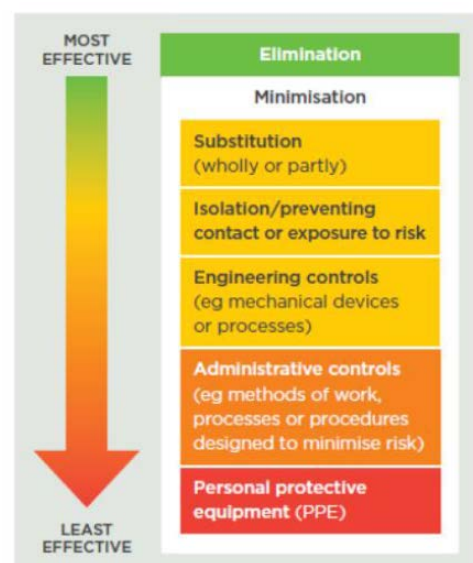 MOST
EFFECTIVE
Elimination
Minimisation
Substitution
(wholly or partly)
Isolation/preventing
contact or exposure to risk
Engineering controls
(eg mechanical devices
or processes)
Administrative controls
(eg methods of work,
processes or procedures
designed to minimise risk)
Personal protective
equipment (PPE)
LEAST
EFFECTIVE